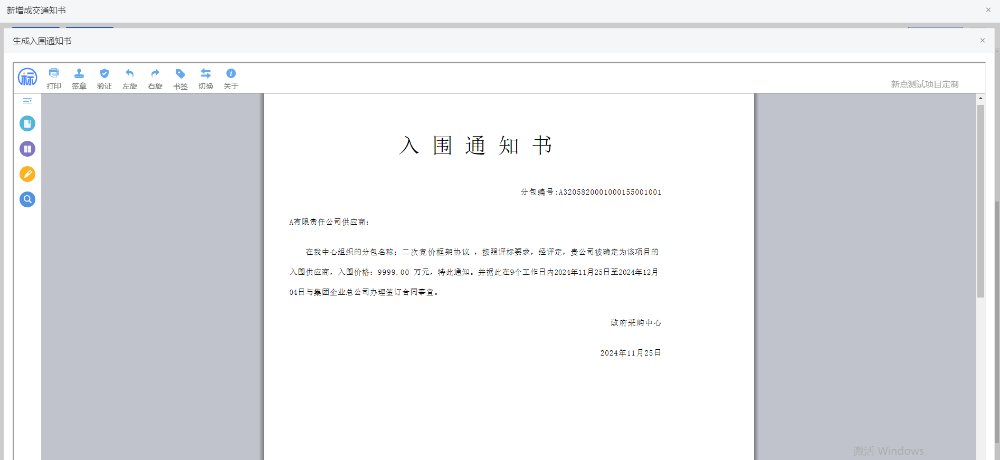 新增成交通知书
生成入围通知书
标
打印 签章 验证 左旋 右旋 书签 切换 关于
新点测试项目定制
入围通知书
分包编号:A3205820001000155001001
A有限责任公司供应商：
在我中心组织的分包名称：二次竞价框架协议 ，按照评标要求，经评定，贵公司被确定为该项目的
入围供应商，入围价格：9999.00 万元，特此通知。并据此在9个工作日内2024年11月25日至2024年12月
04日与集团企业总公司办理签订合同事宜。
政府采购中心
2024年11月25日
激活 Windows